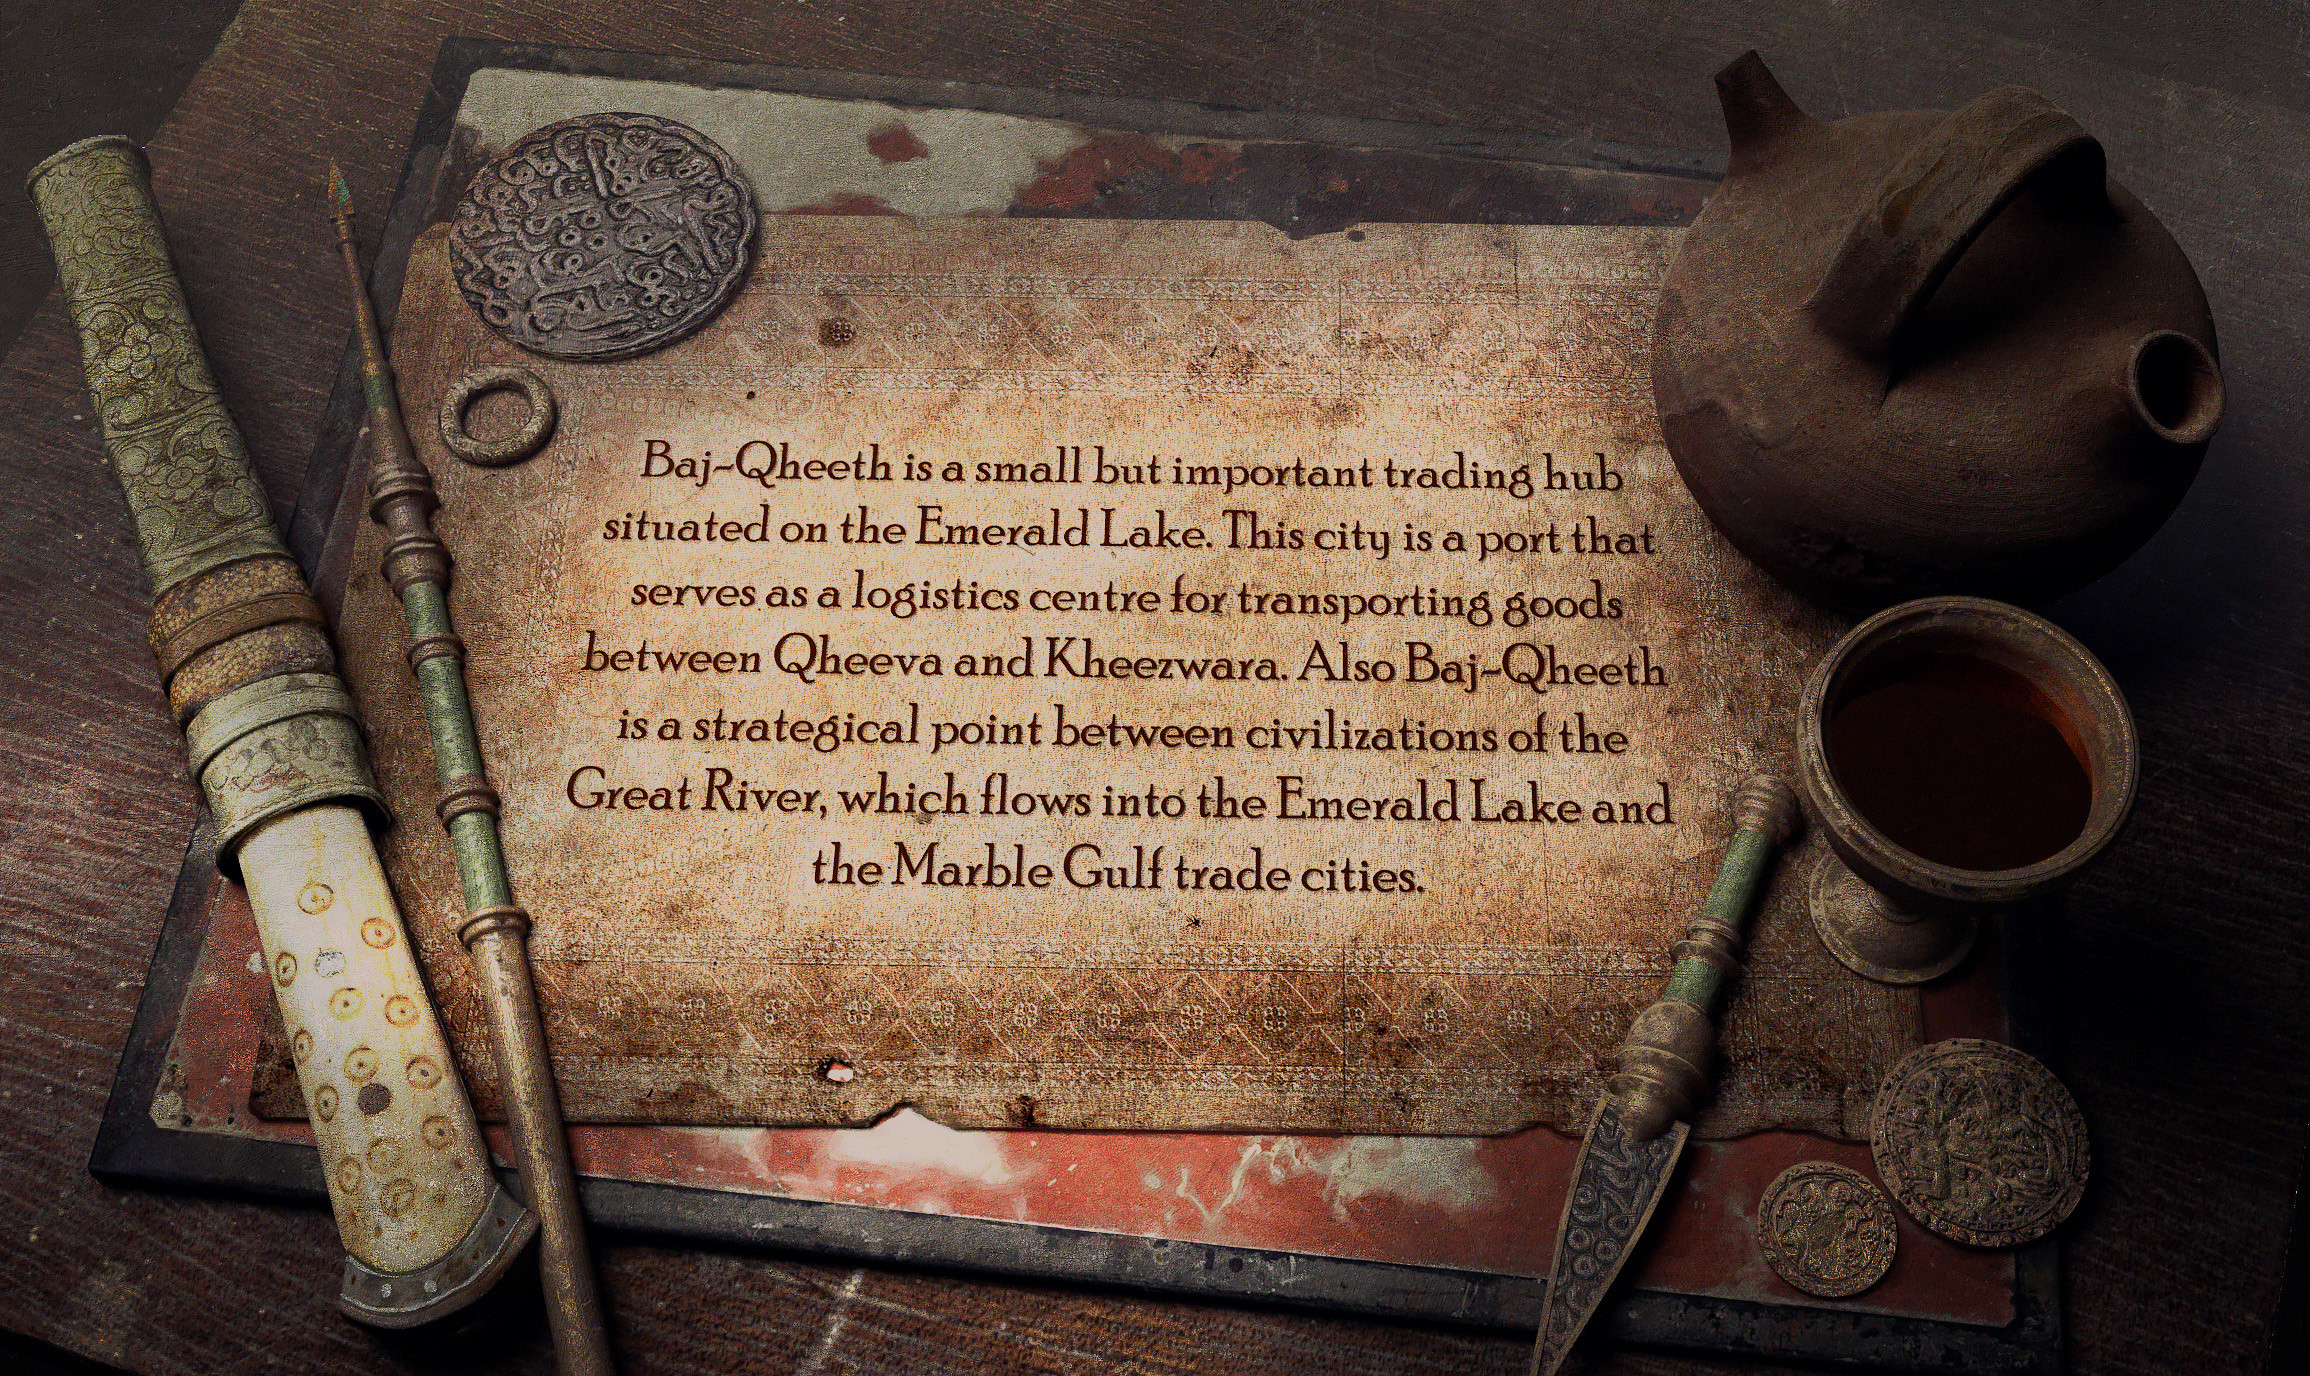 Baj-Qheeth is a small but important trading hub
situated on the Emerald Lake. This city is a port that
serves as a logistics centre for transporting goods
between Qheeva and Kheezwara. Also Baj-Qheeth
is a strategical point between civilizations of the
Great River, which flows into the Emerald Lake and
the Marble Gulf trade cities.